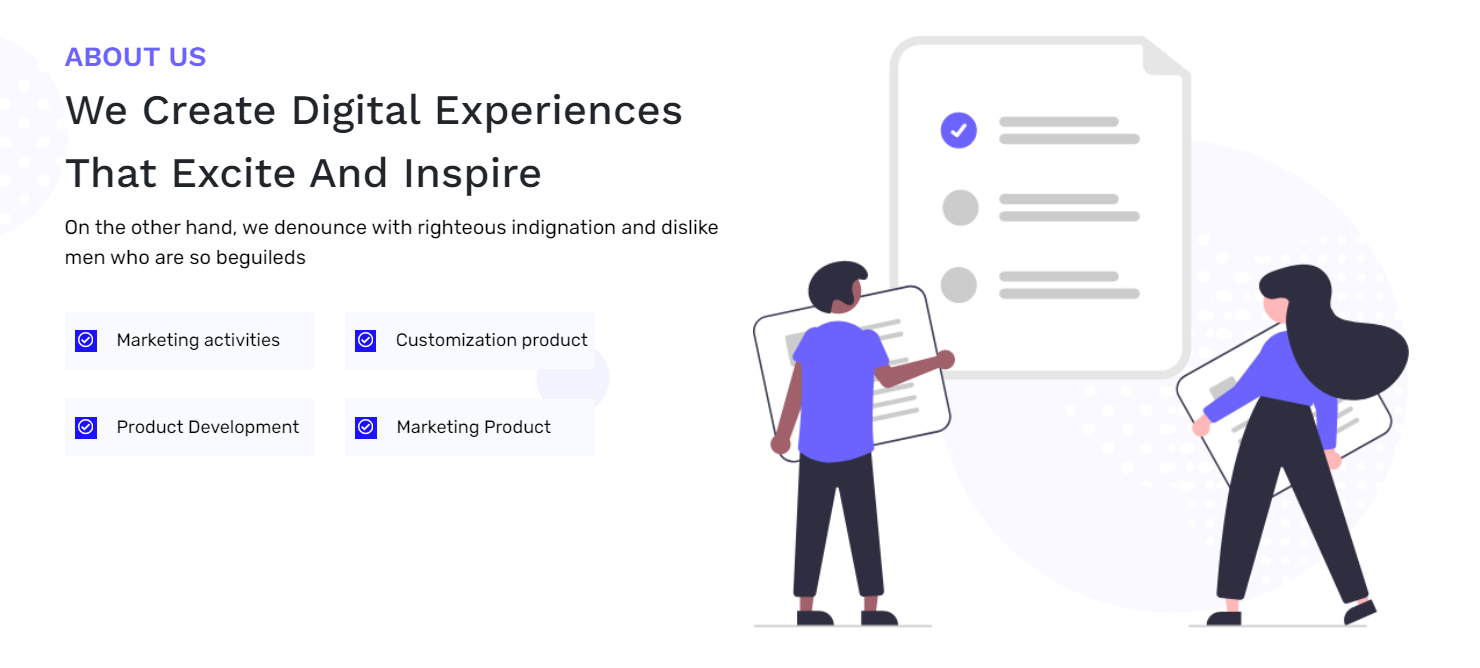 ABOUT US
We Create Digital Experiences
That Excite And Inspire
On the other hand, we denounce with righteous indignation and dislike
men who are so beguileds
Marketing activities
Customization product
Product Development
Marketing Product